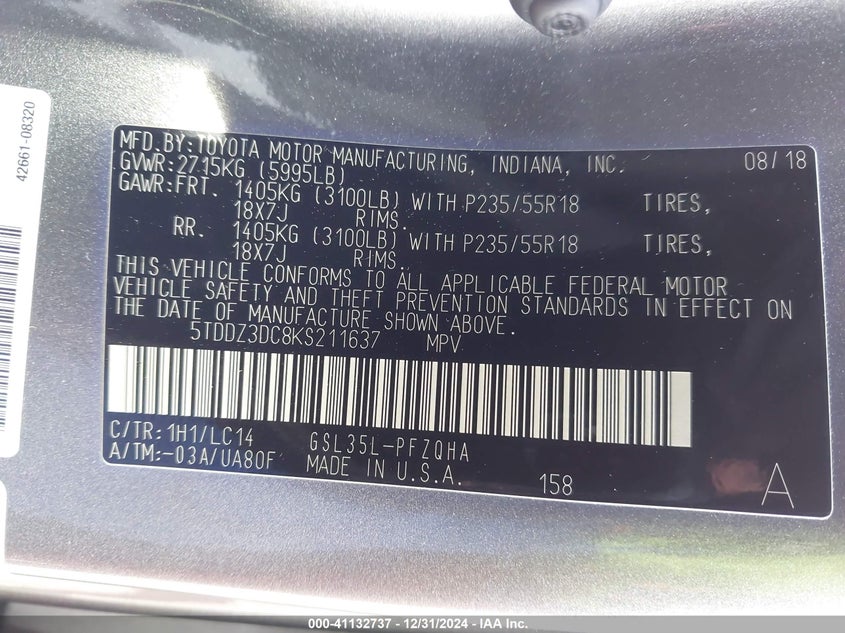 42661-08320
MFD.BY:TOYOTA MOTOR MANUFACTURING, INDIANA, INC. 08/18
GVWR:2715KG (5995LB)
GAWR:FRT. 1405KG (3100LB) WITH P235/55R18 TIRES,
18X7J RIMS.
RR. 1405KG (3100LB) WITH P235/55R18 TIRES,
18X7J RIMS.
THIS VEHICLE CONFORMS TO ALL APPLICABLE FEDERAL MOTOR
VEHICLE SAFETY AND THEFT PREVENTION STANDARDS IN EFFECT ON
THE DATE OF MANUFACTURE SHOWN ABOVE.
5TDDZ3DC8KS211637 MPV
C/TR:1H1/LC14 GSL35L-PFZQHA
A/TM:-03A/UA80F MADE IN U.S.A. 158 A
000-41132737 - 12/31/2024 - IAA Inc.